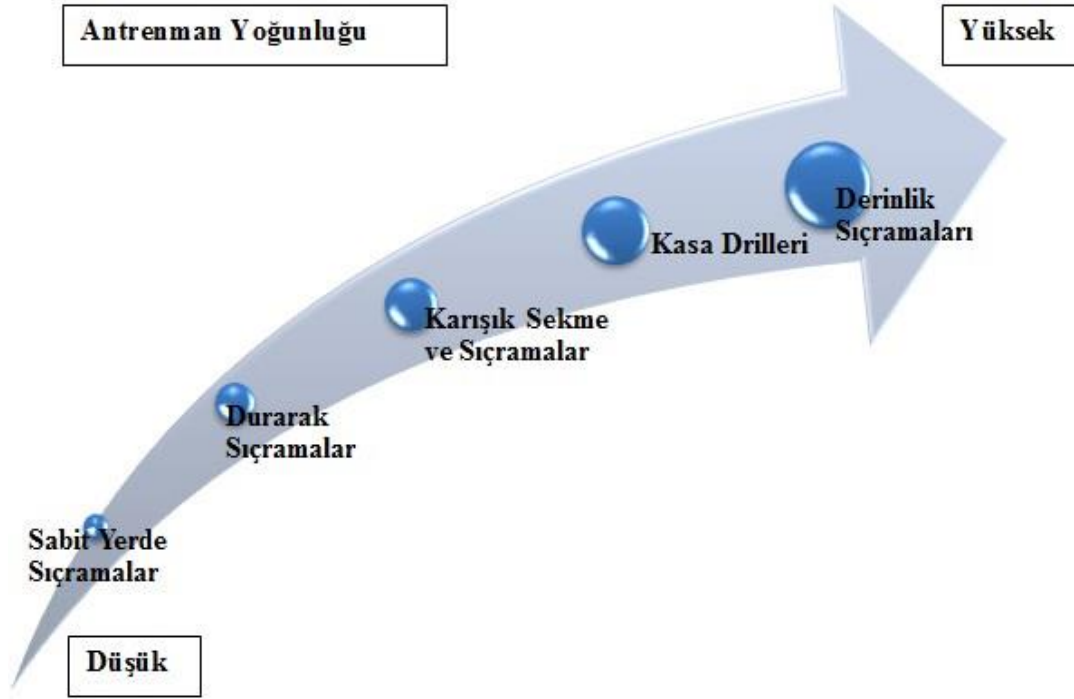 Antrenman Yoğunluğu
Yüksek
Derinlik
Sıçramaları
Kasa Drilleri
Karışık Sekme
ve Sıçramalar
Durarak
Sıçramalar
Sabit Yerde
Sıçramalar
Düşük